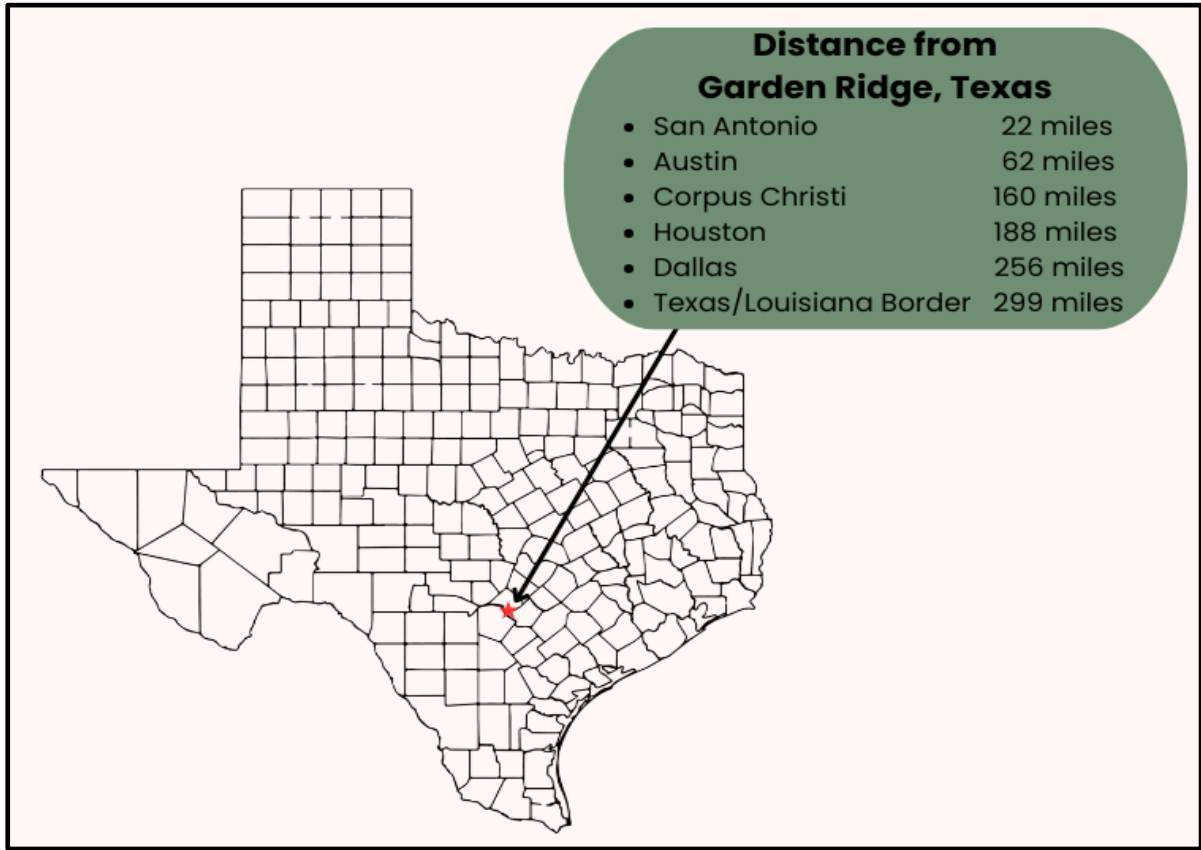 Distance from
Garden Ridge, Texas
• San Antonio 22 miles
• Austin 62 miles
• Corpus Christi 160 miles
• Houston 188 miles
• Dallas 256 miles
• Texas/Louisiana Border 299 miles